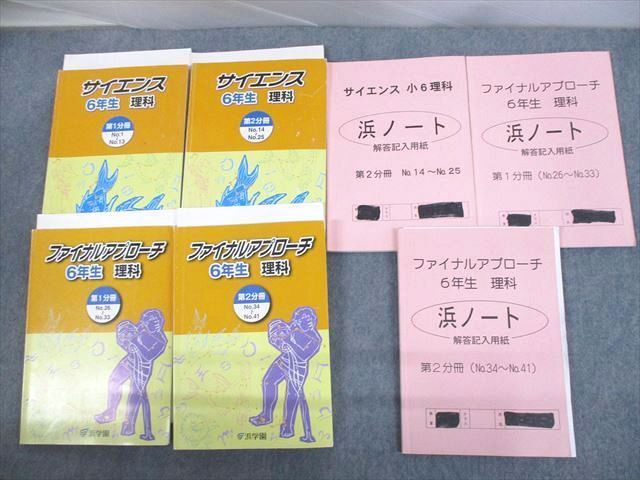 サイエンス
6年生 理科
第1分冊
No.1
〜
No.13
サイエンス
6年生 理科
第2分冊
No.14
〜
No.25
サイエンス 小6理科
浜ノート
解答記入用紙
第2分冊 No.14〜No.25
ファイナルアプローチ
6年生 理科
浜ノート
解答記入用紙
第1分冊(No.26〜No.33)
ファイナルアプローチ
6年生 理科
第1分冊
No.26
〜
No.33
浜学園
ファイナルアプローチ
6年生 理科
第2分冊
No.34
〜
No.41
浜学園
ファイナルアプローチ
6年生 理科
浜ノート
解答記入用紙
第2分冊(No.34〜No.41)